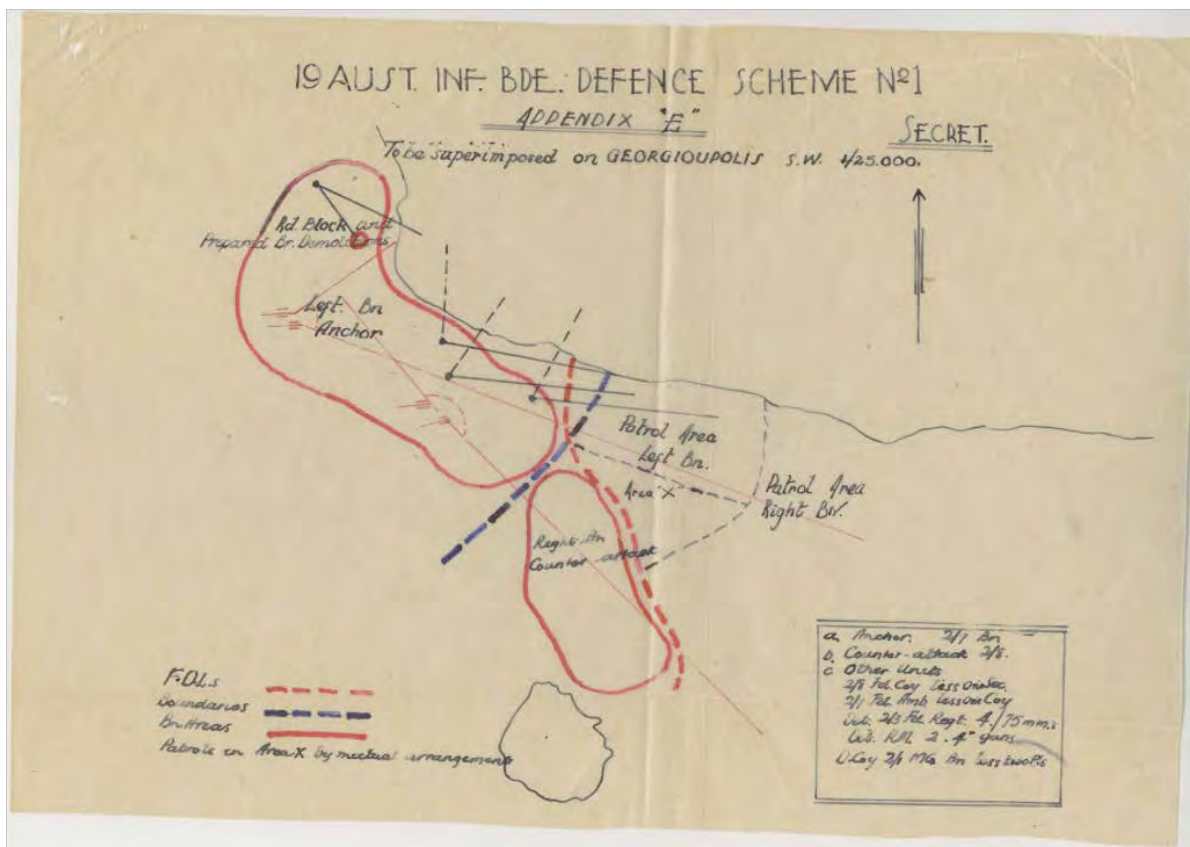 19 AUST. INF. BDE. DEFENCE SCHEME Nº1
APPENDIX "E"
SECRET.
To be superimposed on GEORGIOUPOLIS S.W. 1/25.000.
Rd. Block and
Prepared Br. Demolitions
Left. Bn
Anchor
Patrol Area
Left Bn.
Area X
Patrol Area
Right Bn.
Right Bn
Counter-attack
F.D.L.s
Boundaries
Bn Areas
Patrols in Area X by mutual arrangement
a. Anchor. 2/7 Bn
b. Counter-attack 2/8.
c Other Units
2/8 Fd. Coy less One Sec.
2/1 Fd. Amb less One Coy
Det. 2/3 Fd. Regt. 4./75 mm.s
Det. R.M. 2. 4" guns
D Coy 2/1 MG Bn less two Pls